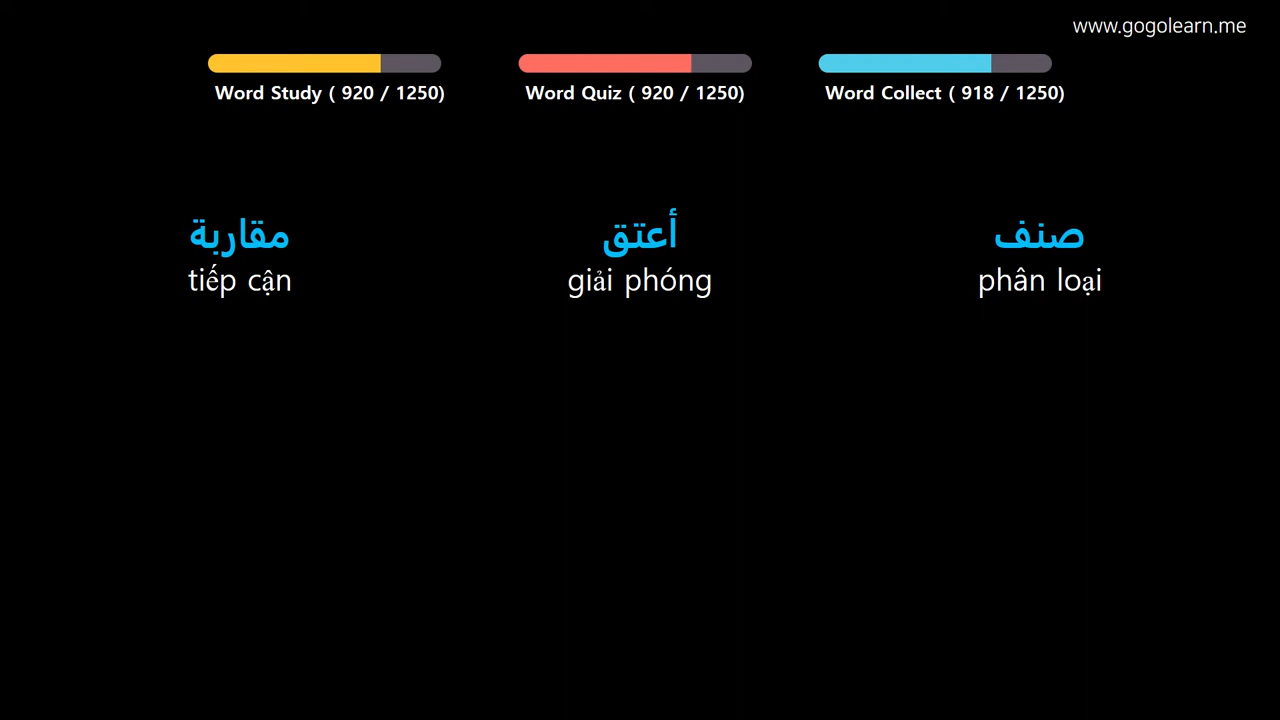 www.gogolearn.me
Word Study ( 920 / 1250)
Word Quiz ( 920 / 1250)
Word Collect ( 918 / 1250)
مقاربة
tiếp cận
أعتق
giải phóng
صنف
phân loại